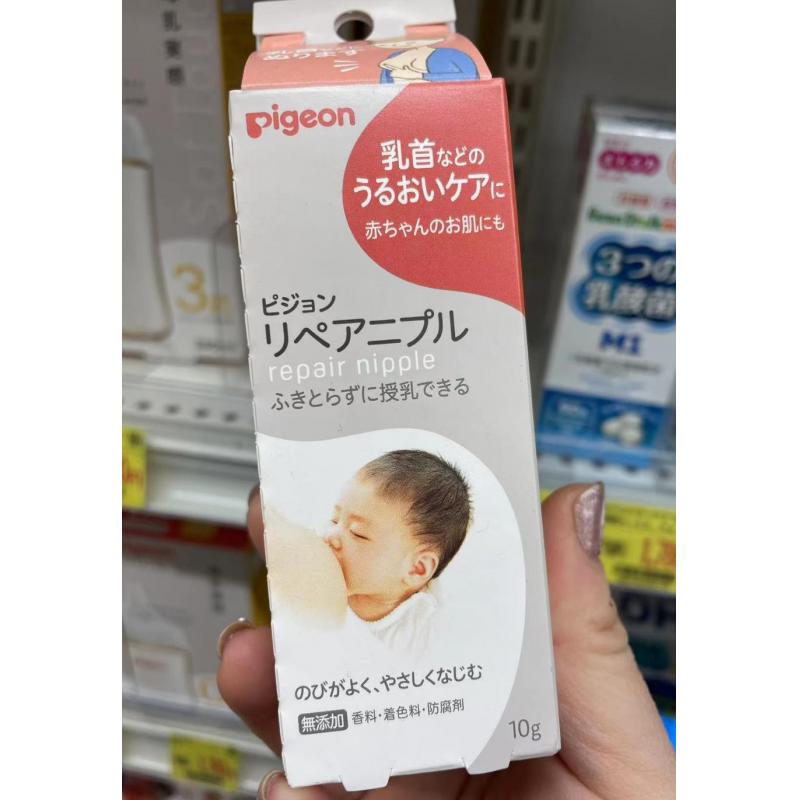 pigeon
乳首などの
うるおいケアに
赤ちゃんのお肌にも
ピジョン
リペアニプル
repair nipple
ふきとらずに授乳できる
のびがよく、やさしくなじむ
無添加 香料・着色料・防腐剤
10g
3つの
乳酸菌
M1